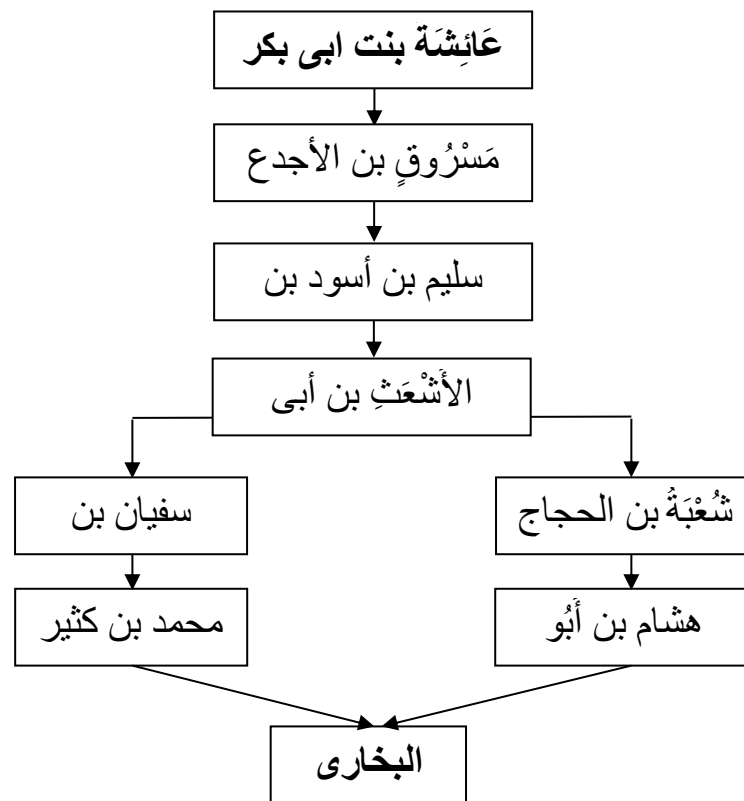 عَائِشَة بنت ابى بكر
مَسْرُوقٍ بن الأجدع
سليم بن أسود بن
الأَشْعَثِ بن أبى
شُعْبَةُ بن الحجاج
سفيان بن
هشام بن أَبُو
محمد بن كثير
البخارى